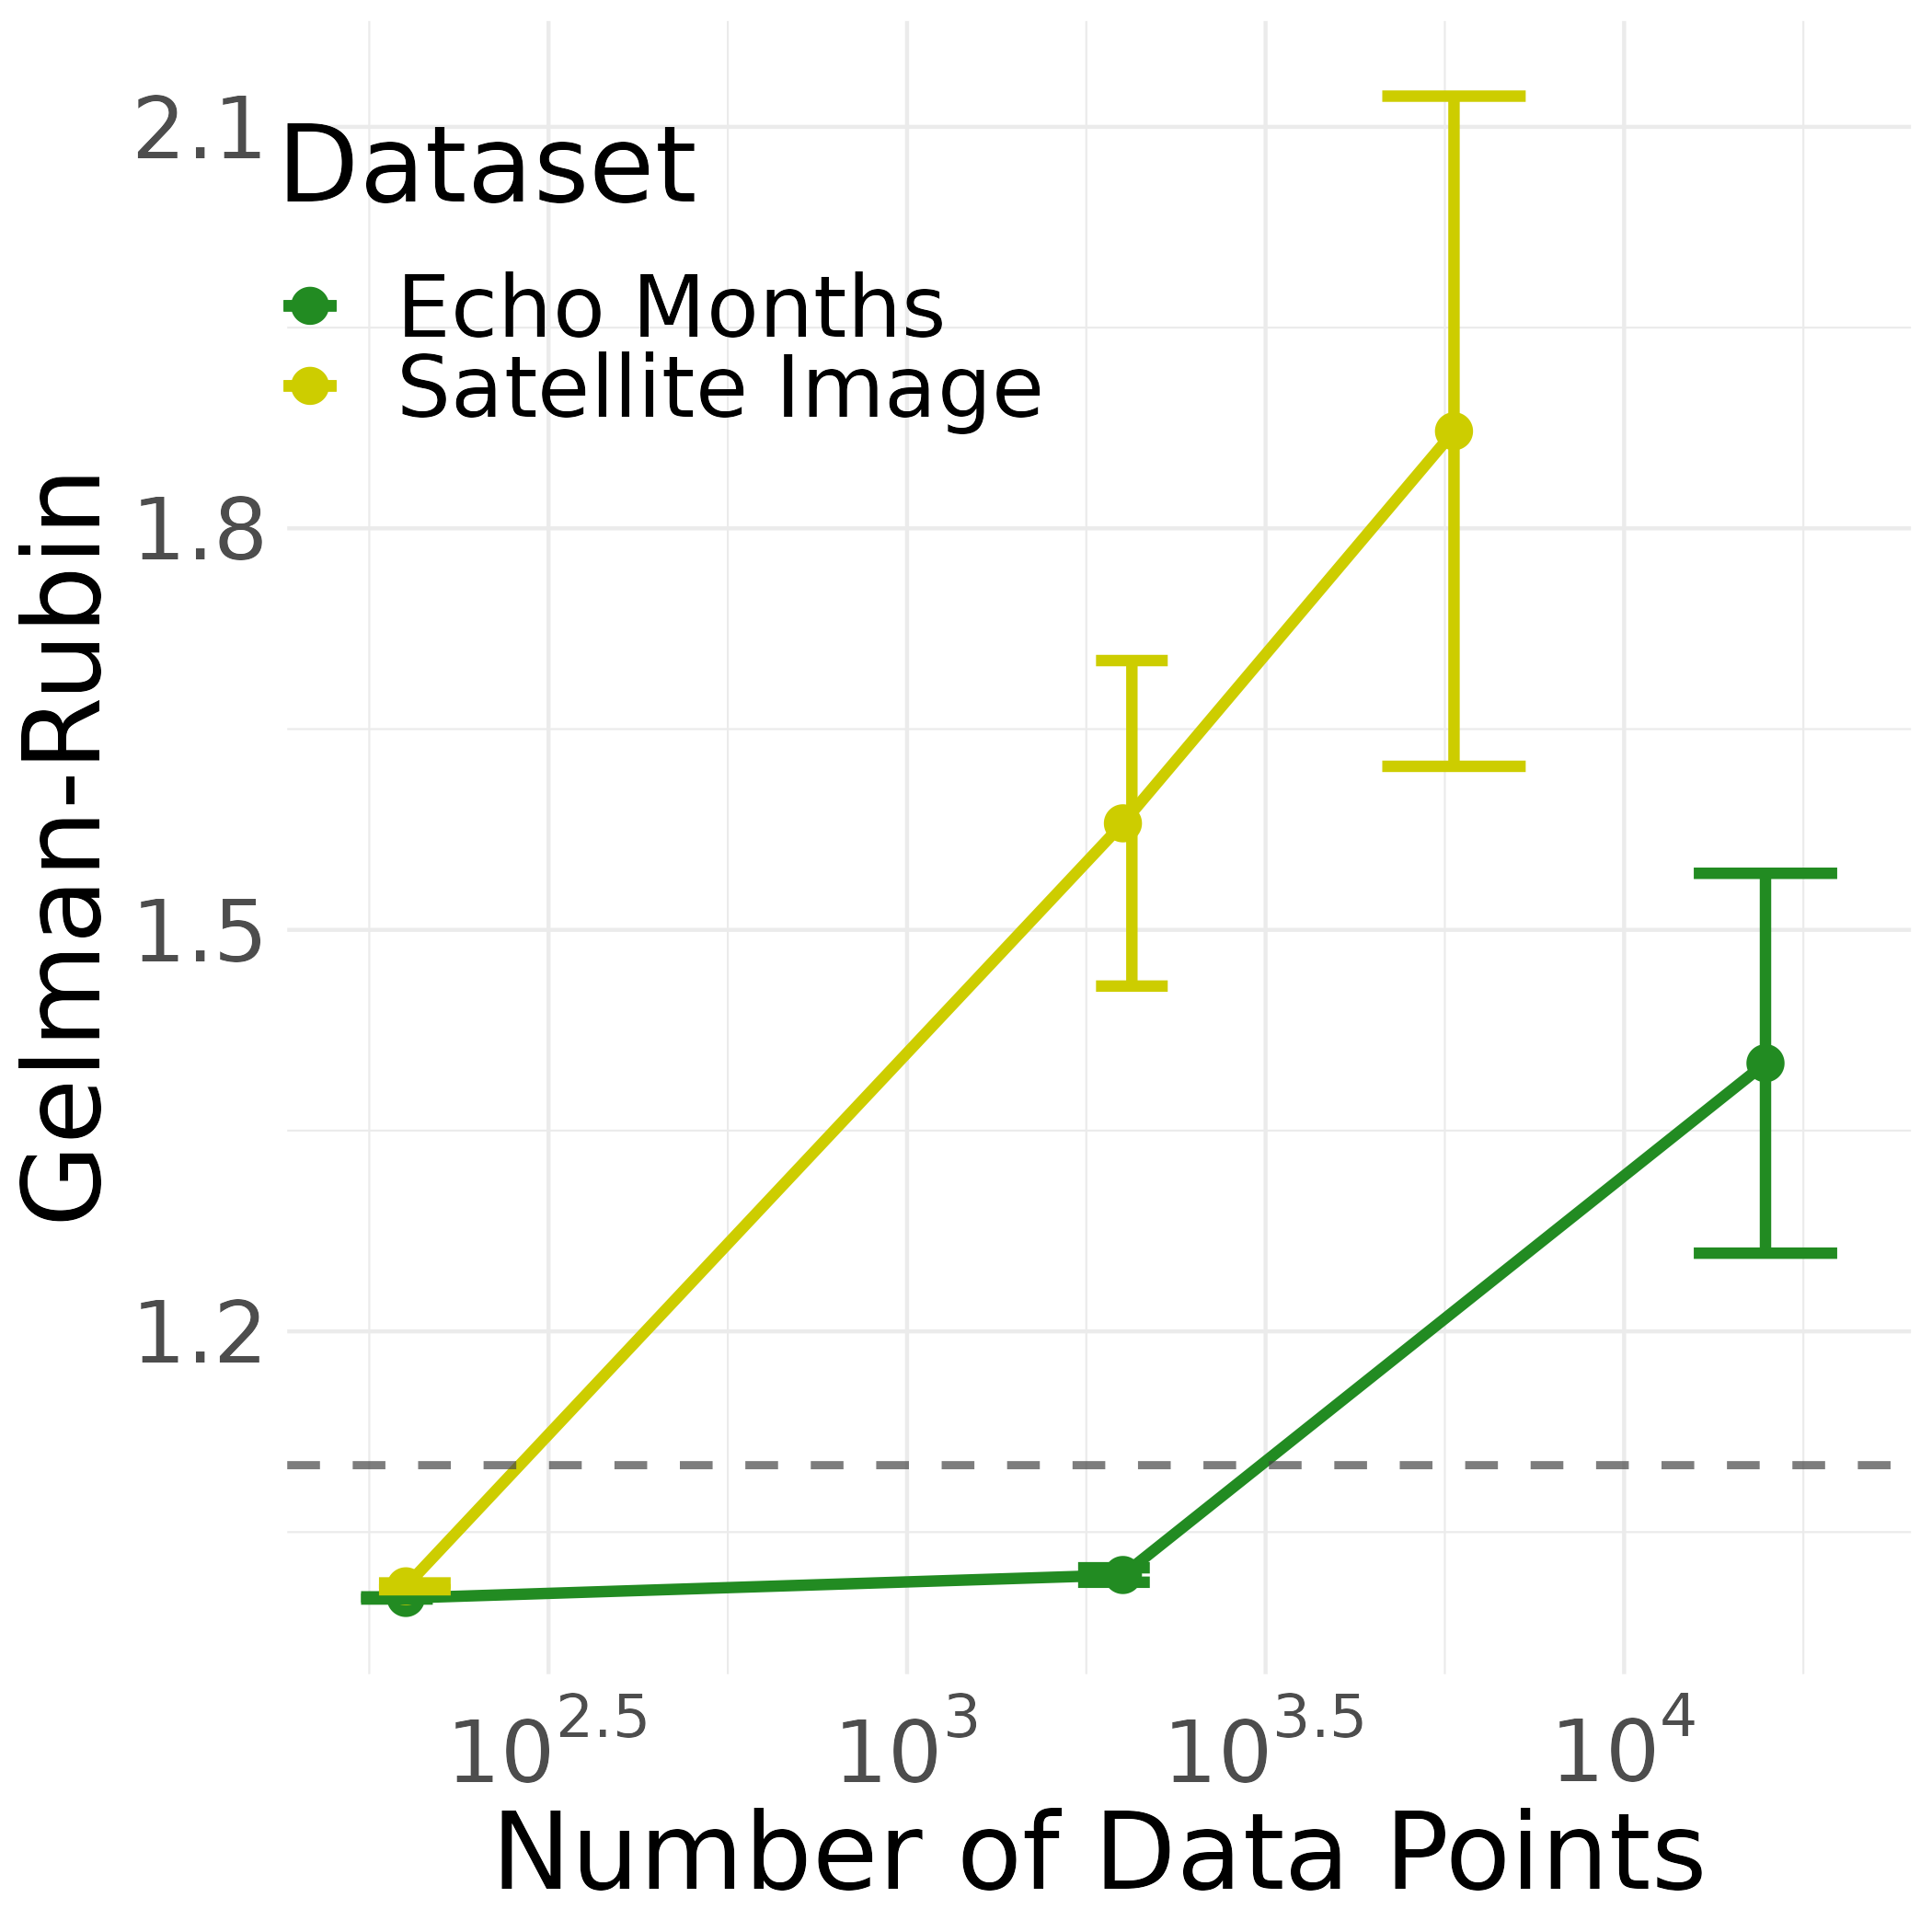 2.1
Dataset
Echo Months
Satellite Image
1.8
Gelman-Rubin
1.5
1.2
10^2.5 10^3 10^3.5 10^4
Number of Data Points